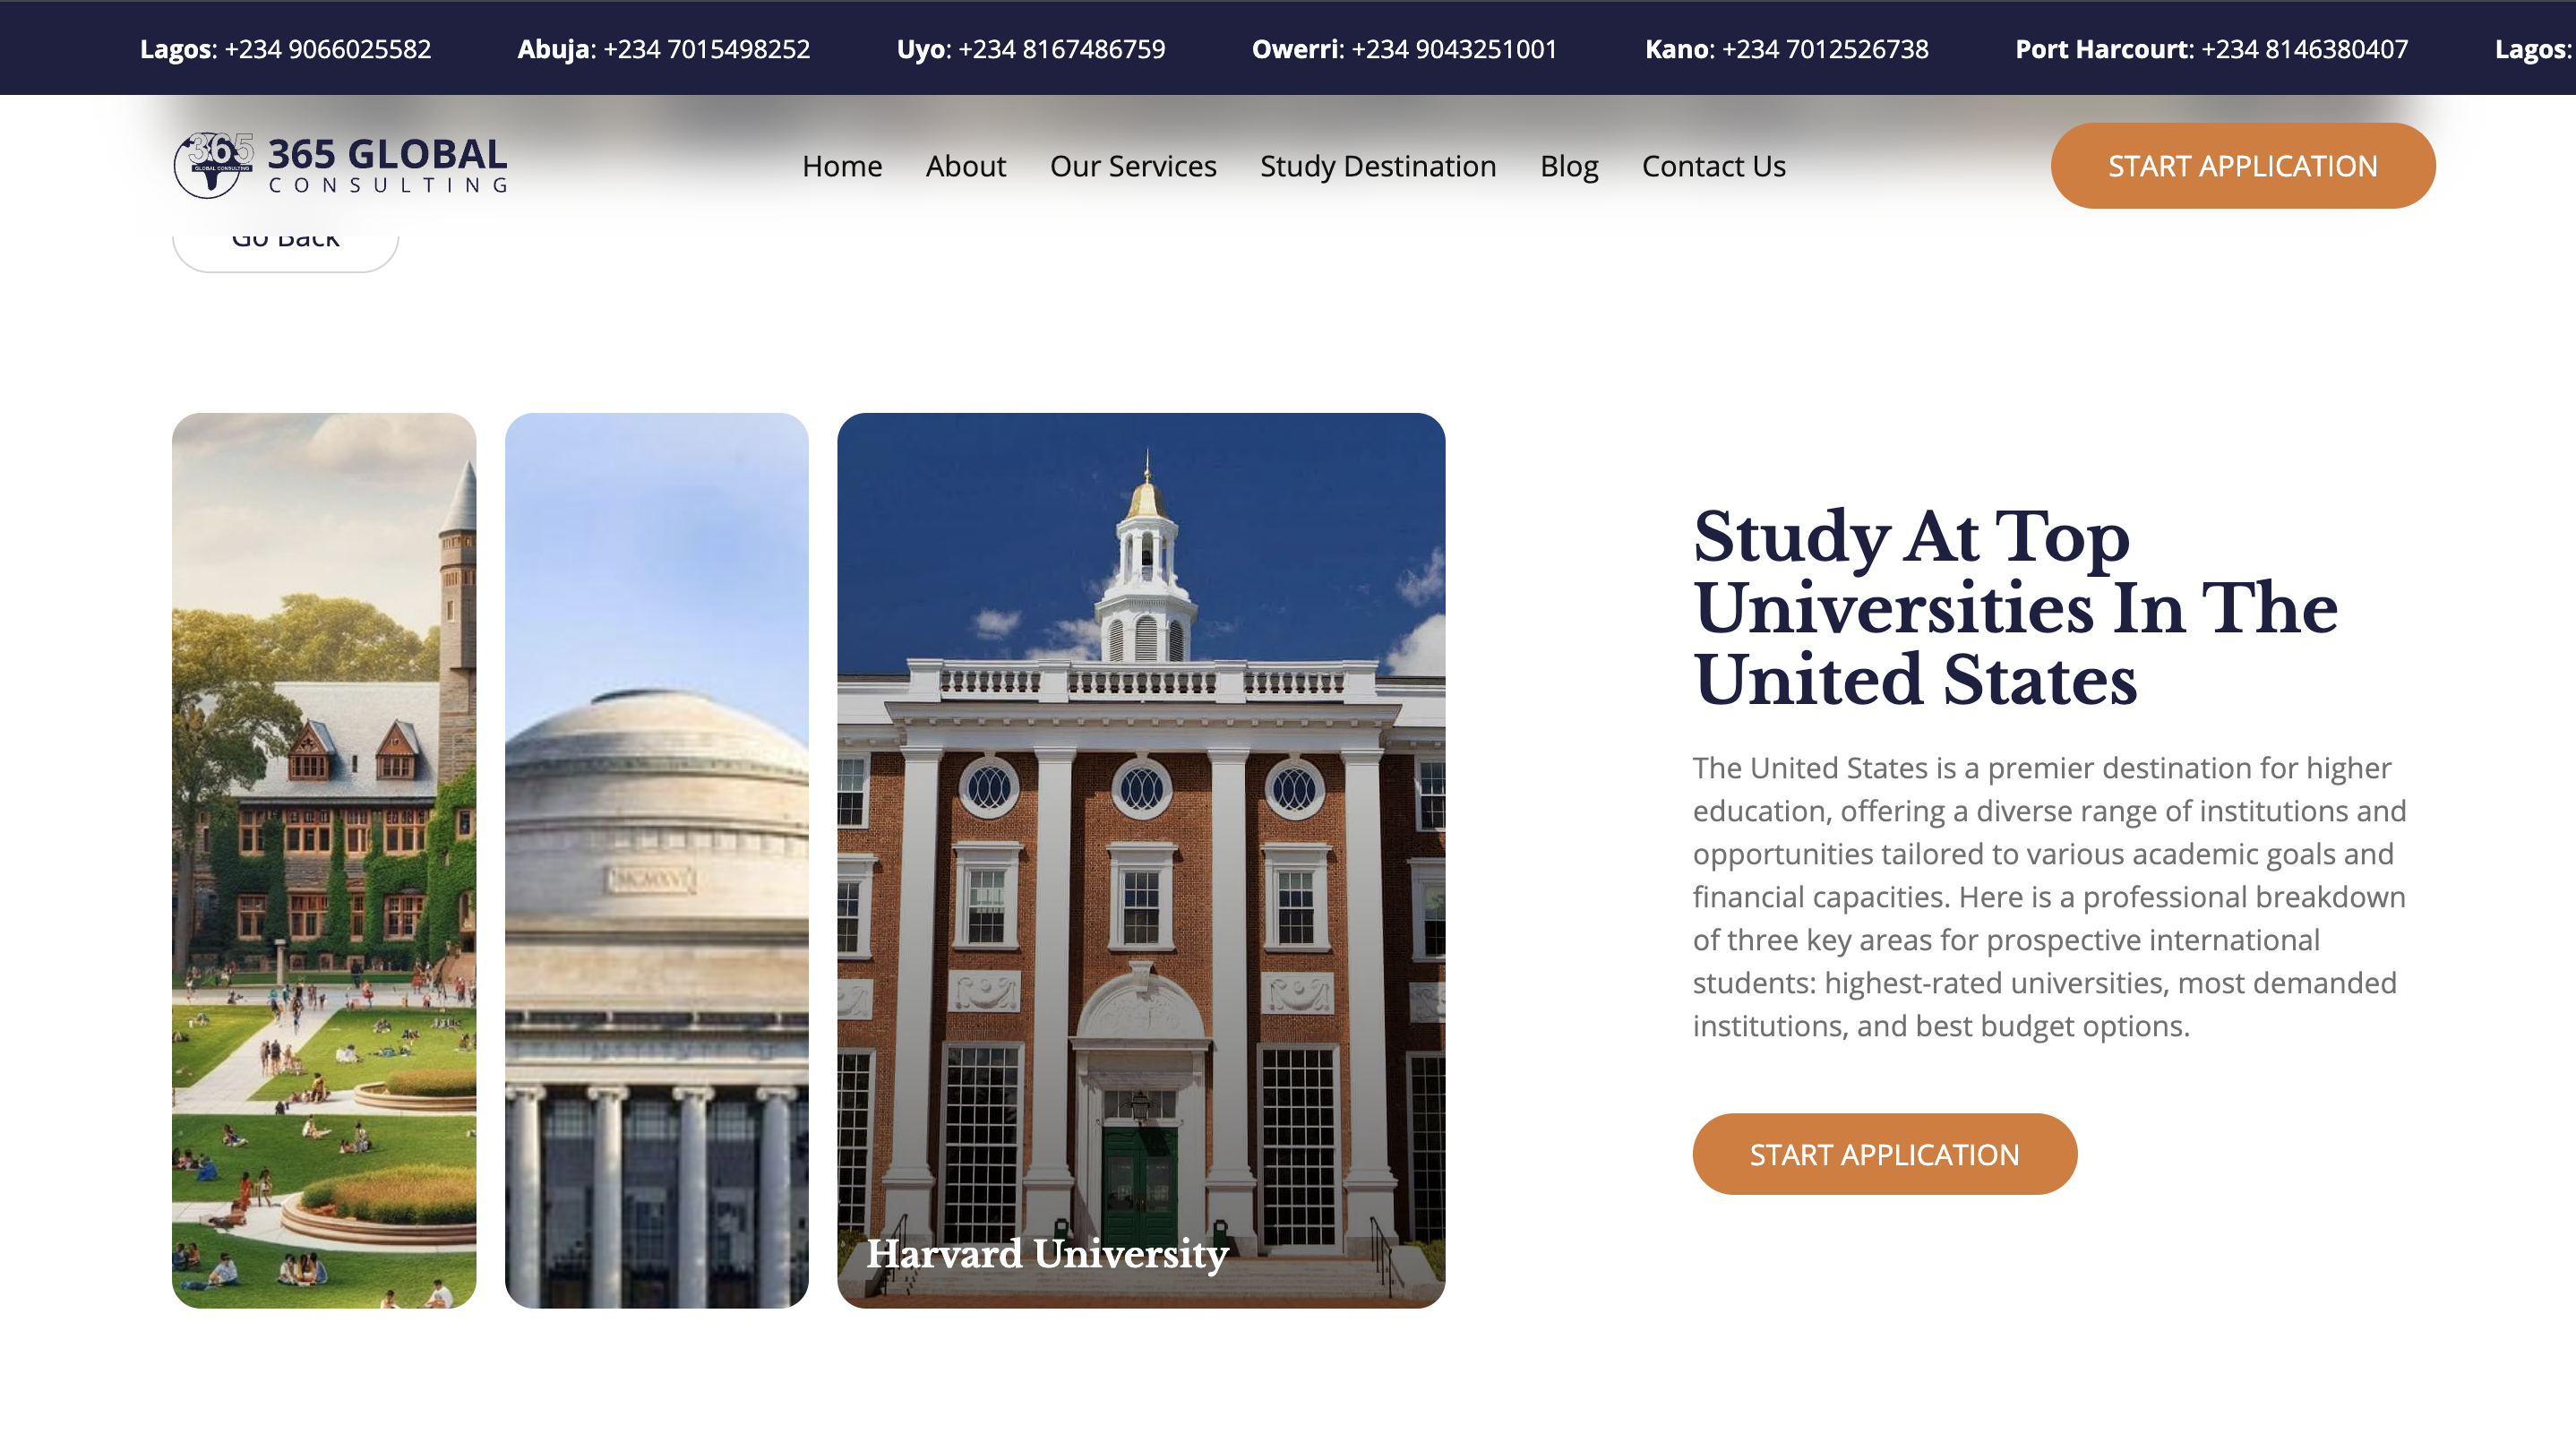 Lagos: +234 9066025582 Abuja: +234 7015498252 Uyo: +234 8167486759 Owerri: +234 9043251001 Kano: +234 7012526738 Port Harcourt: +234 8146380407 Lagos:
365
GLOBAL CONSULTING
365 GLOBAL
CONSULTING
Home About Our Services Study Destination Blog Contact Us
START APPLICATION
Go Back
MCMXVI
Harvard University
Study At Top
Universities In The
United States
The United States is a premier destination for higher
education, offering a diverse range of institutions and
opportunities tailored to various academic goals and
financial capacities. Here is a professional breakdown
of three key areas for prospective international
students: highest-rated universities, most demanded
institutions, and best budget options.
START APPLICATION